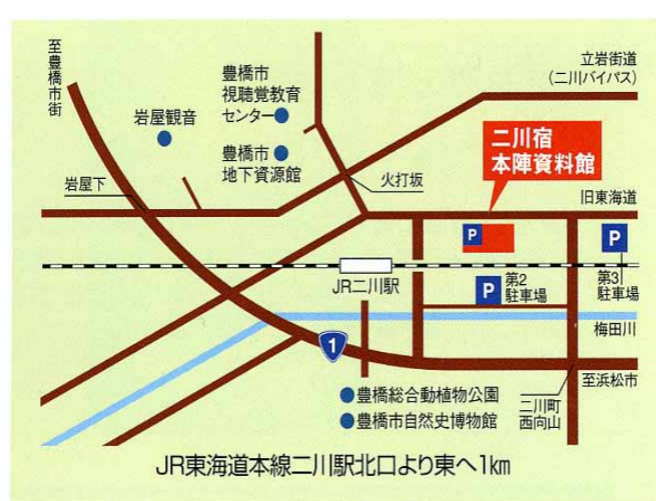 至豊橋市街
豊橋市
視聴覚教育
センター
岩屋観音
豊橋市
地下資源館
立岩街道
(二川バイパス)
二川宿
本陣資料館
岩屋下
火打坂
旧東海道
P
P
JR二川駅
P
第2
駐車場
第3
駐車場
梅田川
1
至浜松市
豊橋総合動植物公園
豊橋市自然史博物館
二川町
西向山
JR東海道本線二川駅北口より東へ1km